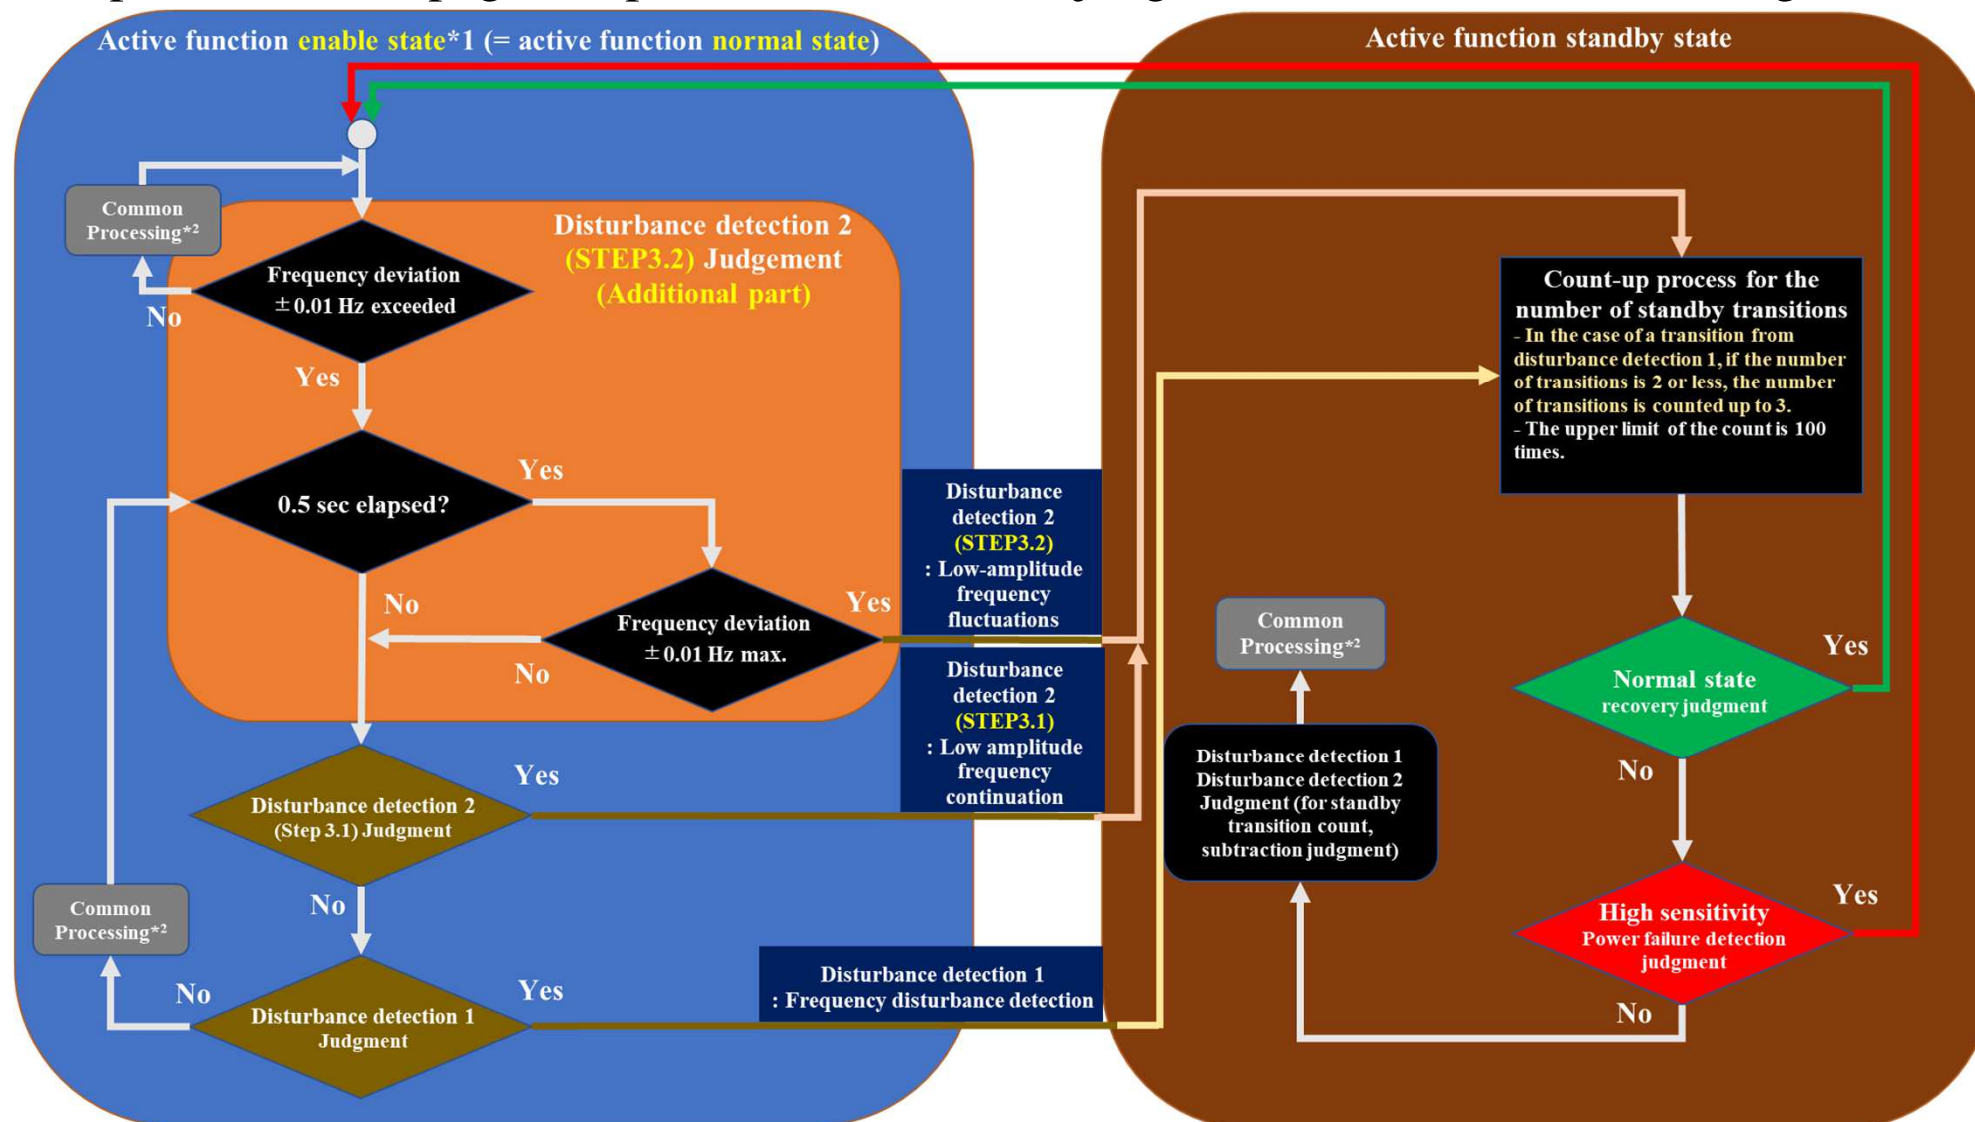 Active function enable state*1 (= active function normal state)
Active function standby state
Common
Processing*2
Disturbance detection 2
(STEP3.2) Judgement
(Additional part)
Frequency deviation
±0.01 Hz exceeded
No
Yes
0.5 sec elapsed?
Yes
No
Frequency deviation
±0.01 Hz max.
Yes
No
Disturbance
detection 2
(STEP3.2)
: Low-amplitude
frequency
fluctuations
Disturbance
detection 2
(STEP3.1)
: Low amplitude
frequency
continuation
Disturbance detection 2
(Step 3.1) Judgment
Yes
No
Common
Processing*2
Disturbance detection 1
Judgment
No
Yes
Disturbance detection 1
: Frequency disturbance detection
Count-up process for the
number of standby transitions
- In the case of a transition from
disturbance detection 1, if the number
of transitions is 2 or less, the number
of transitions is counted up to 3.
- The upper limit of the count is 100
times.
Common
Processing*2
Normal state
recovery judgment
Yes
No
Disturbance detection 1
Disturbance detection 2
Judgment (for standby
transition count,
subtraction judgment)
High sensitivity
Power failure detection
judgment
Yes
No